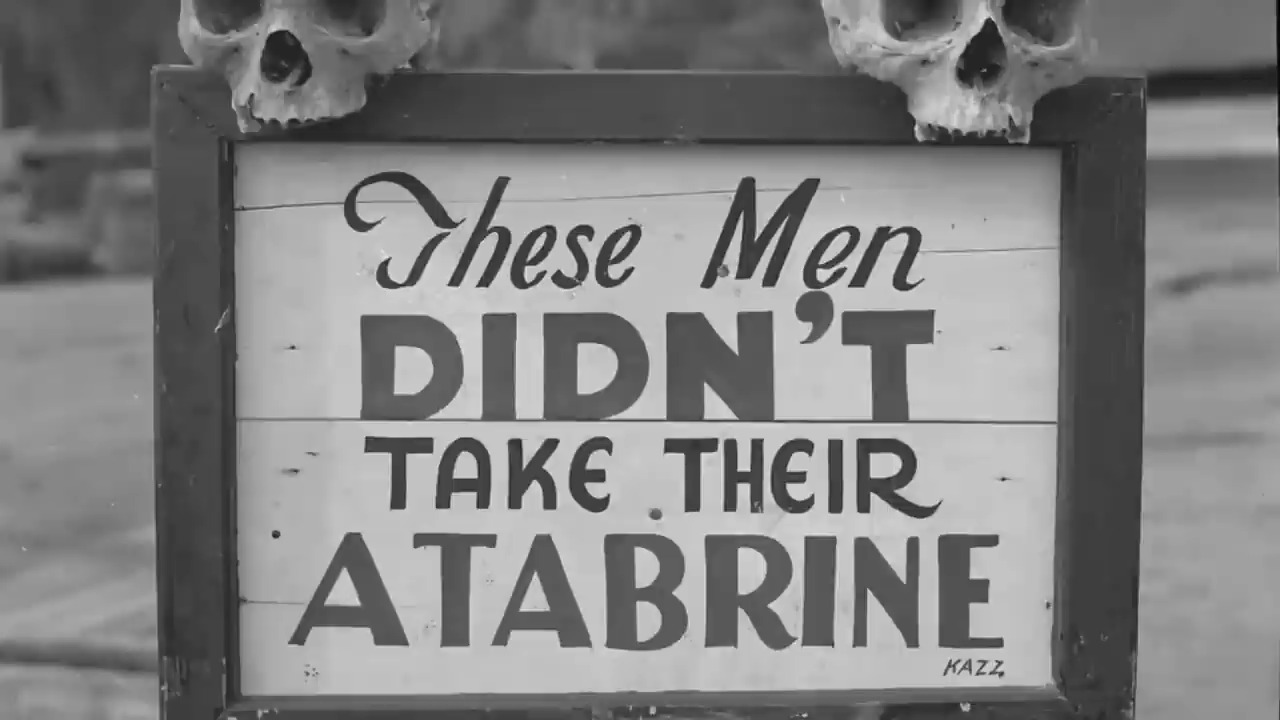 These Men
DIDN'T
TAKE THEIR
ATABRINE
KAZZ